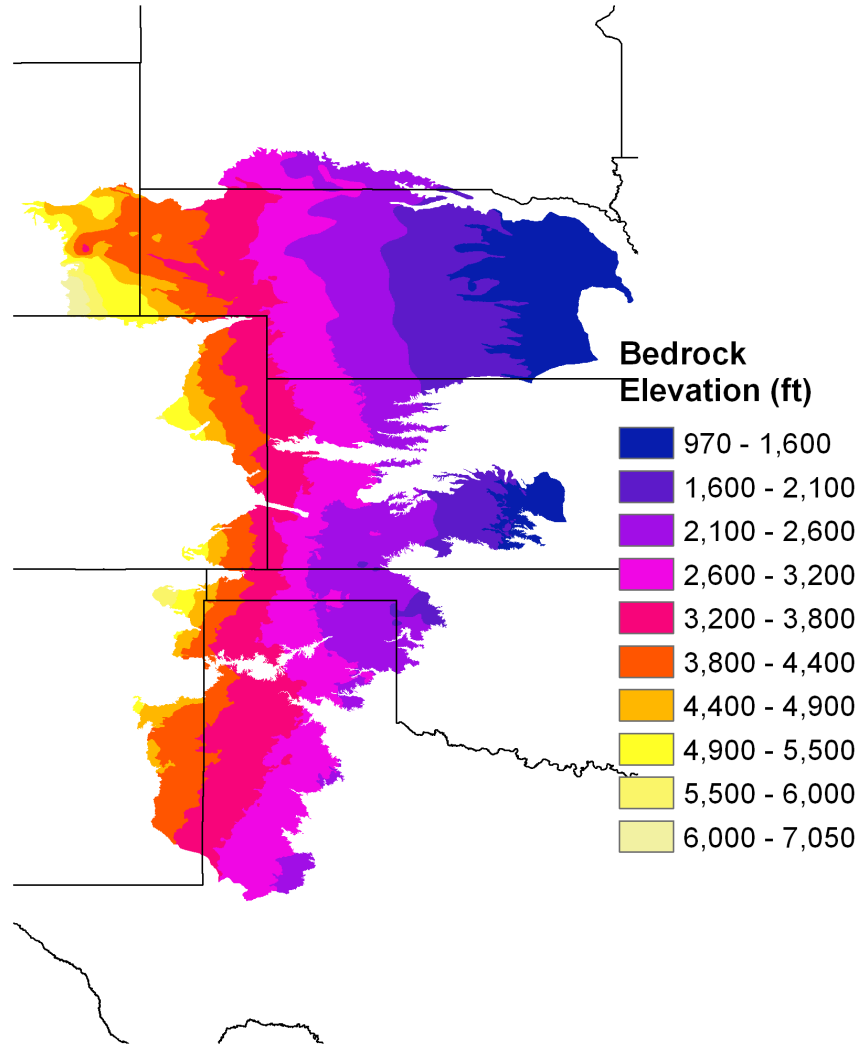 Bedrock
Elevation (ft)
970 - 1,600
1,600 - 2,100
2,100 - 2,600
2,600 - 3,200
3,200 - 3,800
3,800 - 4,400
4,400 - 4,900
4,900 - 5,500
5,500 - 6,000
6,000 - 7,050